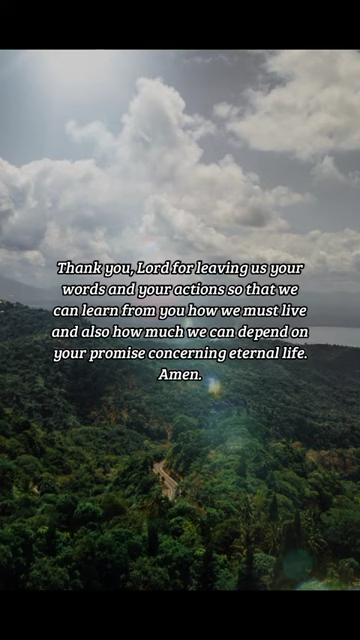 Thank you, Lord for leaving us your
words and your actions so that we
can learn from you how we must live
and also how much we can depend on
your promise concerning eternal life.
Amen.